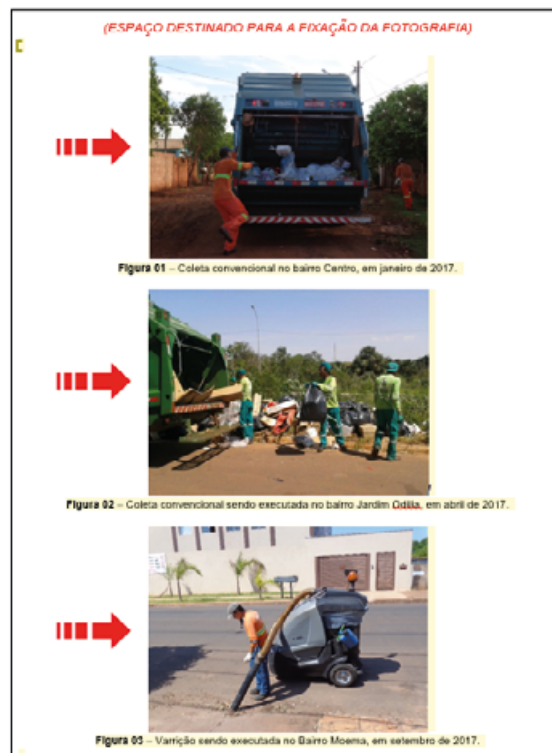 (ESPAÇO DESTINADO PARA A FIXAÇÃO DA FOTOGRAFIA)
Figura 01 – Coleta convencional no bairro Centro, em janeiro de 2017.
Figura 02 – Coleta convencional sendo executada no bairro Jardim Odilia, em abril de 2017.
Figura 03 – Varrição sendo executada no Bairro Moema, em setembro de 2017.